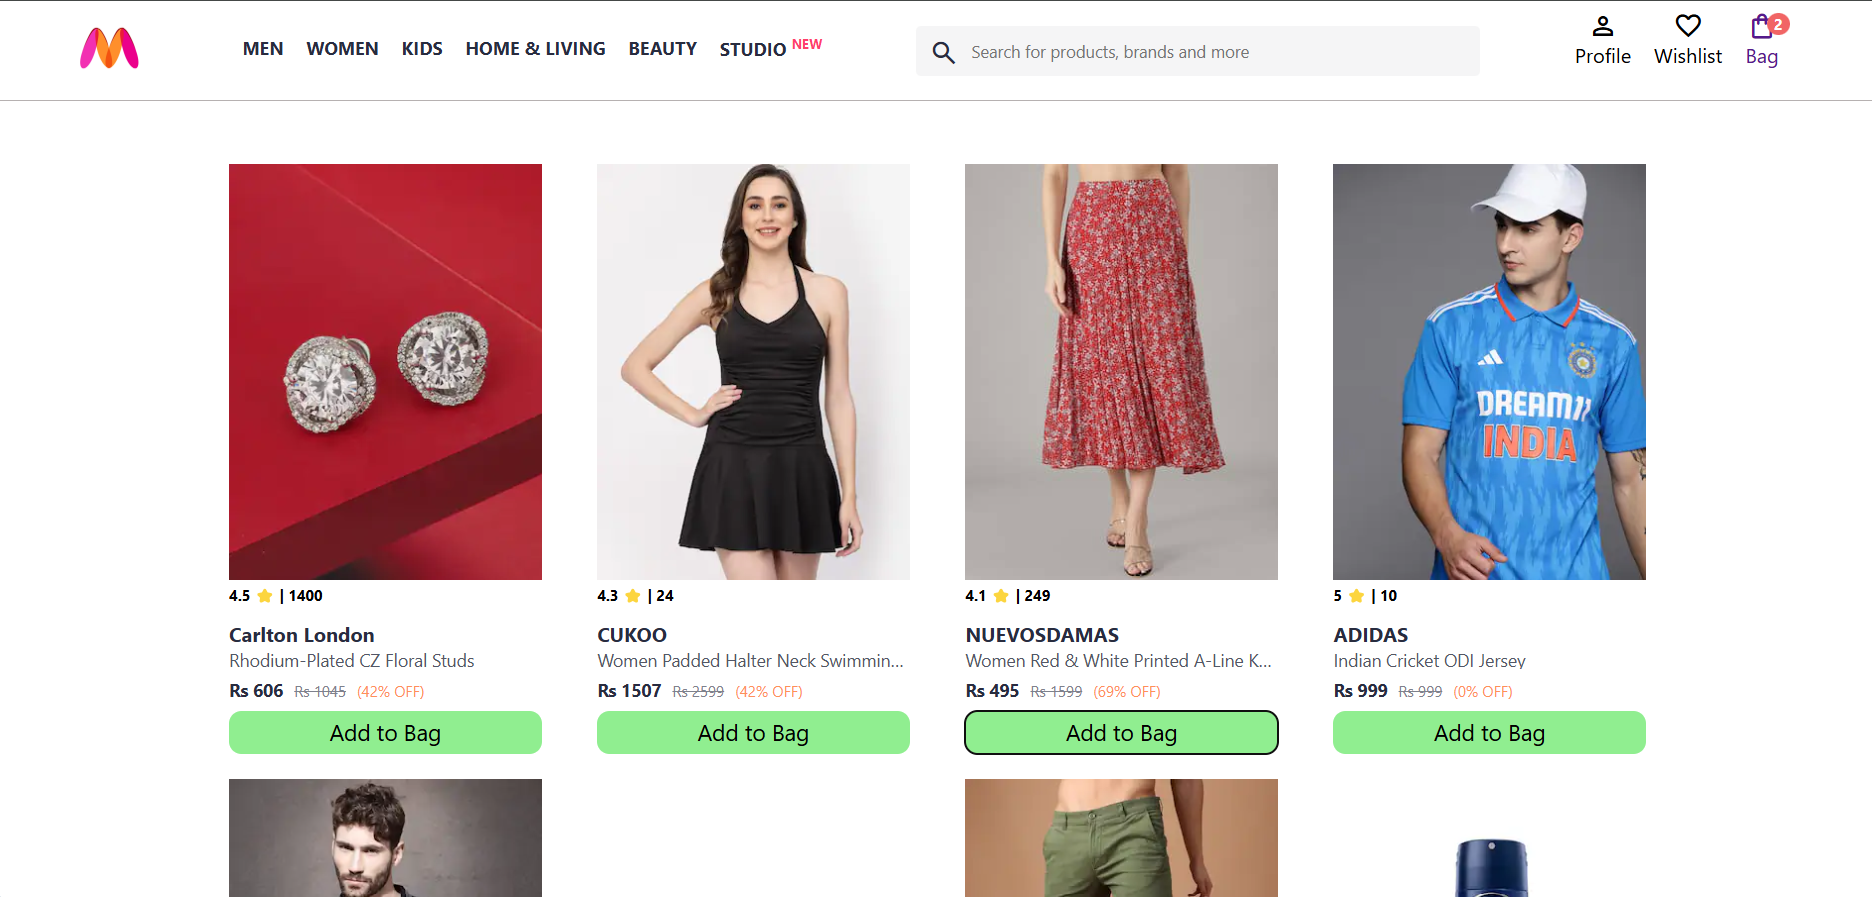 MEN WOMEN KIDS HOME & LIVING BEAUTY STUDIO NEW
Search for products, brands and more
Profile
Wishlist
2
Bag
DREAM11
INDIA
4.5 ⭐ | 1400
Carlton London
Rhodium-Plated CZ Floral Studs
Rs 606 Rs 1045 (42% OFF)
Add to Bag
4.3 ⭐ | 24
CUKOO
Women Padded Halter Neck Swimmin...
Rs 1507 Rs 2599 (42% OFF)
Add to Bag
4.1 ⭐ | 249
NUEVOSDAMAS
Women Red & White Printed A-Line K...
Rs 495 Rs 1599 (69% OFF)
Add to Bag
5 ⭐ | 10
ADIDAS
Indian Cricket ODI Jersey
Rs 999 Rs 999 (0% OFF)
Add to Bag